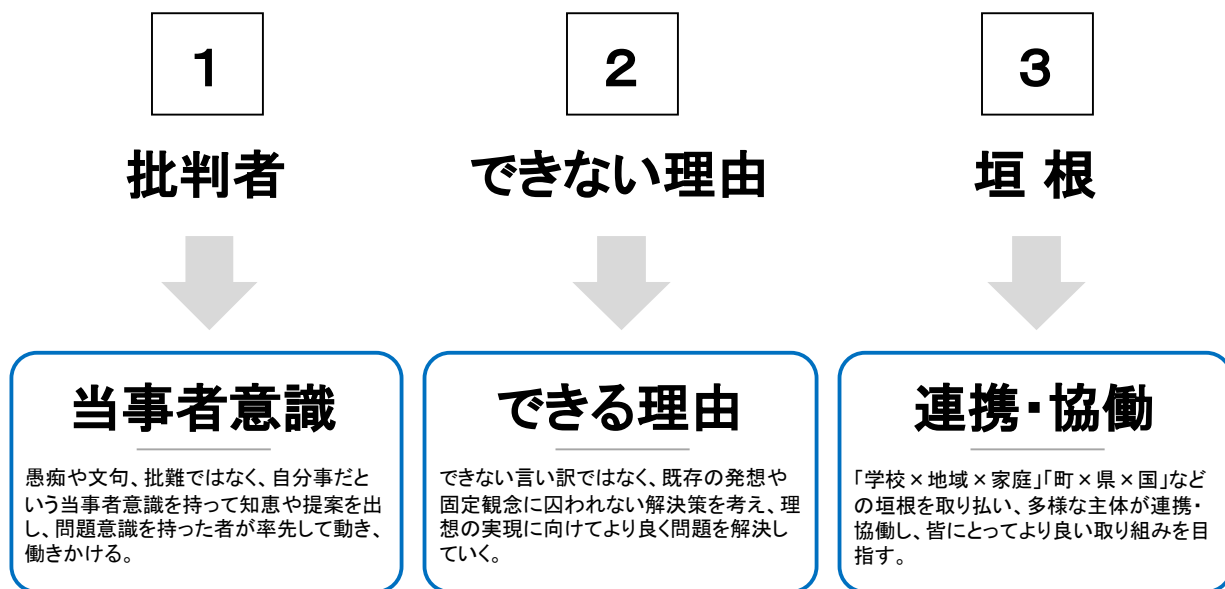 1
批判者
当事者意識
愚痴や文句、批難ではなく、自分事だと
いう当事者意識を持って知恵や提案を出
し、問題意識を持った者が率先して動き、
働きかける。
2
できない理由
できる理由
できない言い訳ではなく、既存の発想や
固定観念に囚われない解決策を考え、理
想の実現に向けてより良く問題を解決し
ていく。
3
垣 根
連携・協働
「学校×地域×家庭」「町×県×国」など
の垣根を取り払い、多様な主体が連携・
協働し、皆にとってより良い取り組みを目
指す。